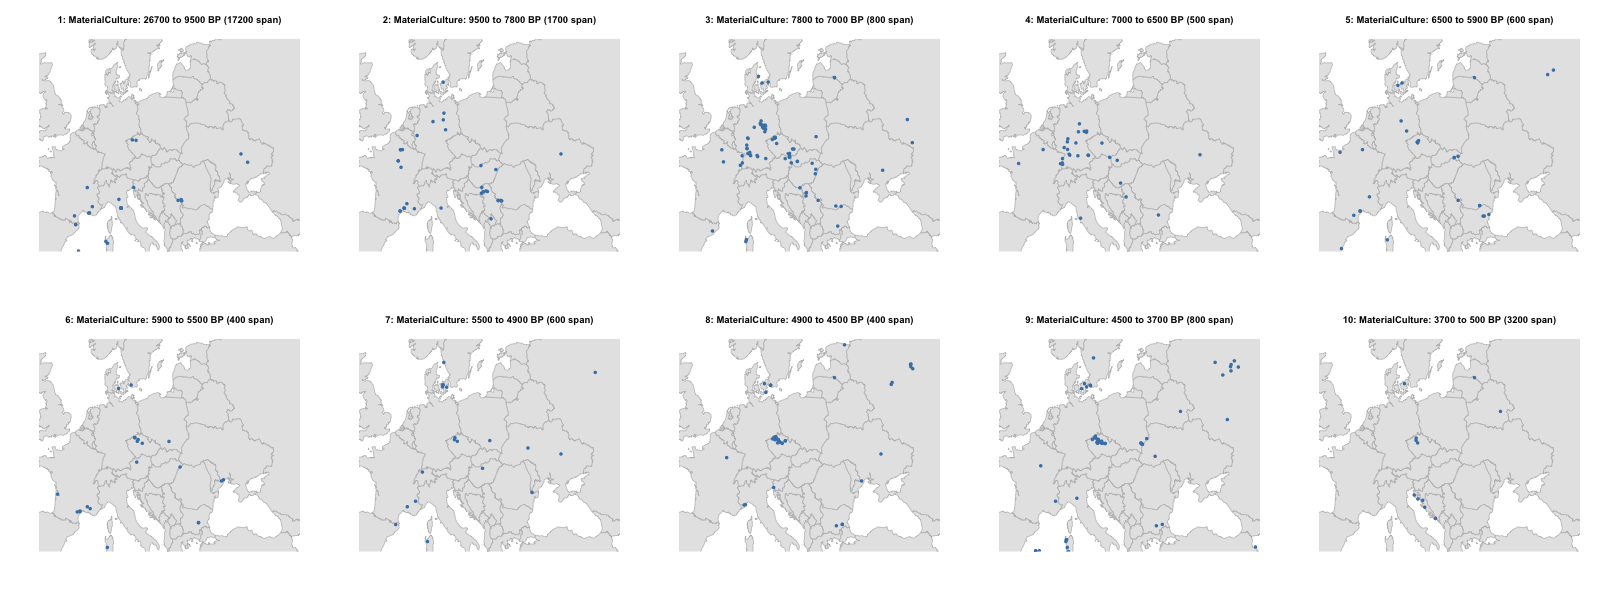 1: MaterialCulture: 26700 to 9500 BP (17200 span)
2: MaterialCulture: 9500 to 7800 BP (1700 span)
3: MaterialCulture: 7800 to 7000 BP (800 span)
4: MaterialCulture: 7000 to 6500 BP (500 span)
5: MaterialCulture: 6500 to 5900 BP (600 span)
6: MaterialCulture: 5900 to 5500 BP (400 span)
7: MaterialCulture: 5500 to 4900 BP (600 span)
8: MaterialCulture: 4900 to 4500 BP (400 span)
9: MaterialCulture: 4500 to 3700 BP (800 span)
10: MaterialCulture: 3700 to 500 BP (3200 span)